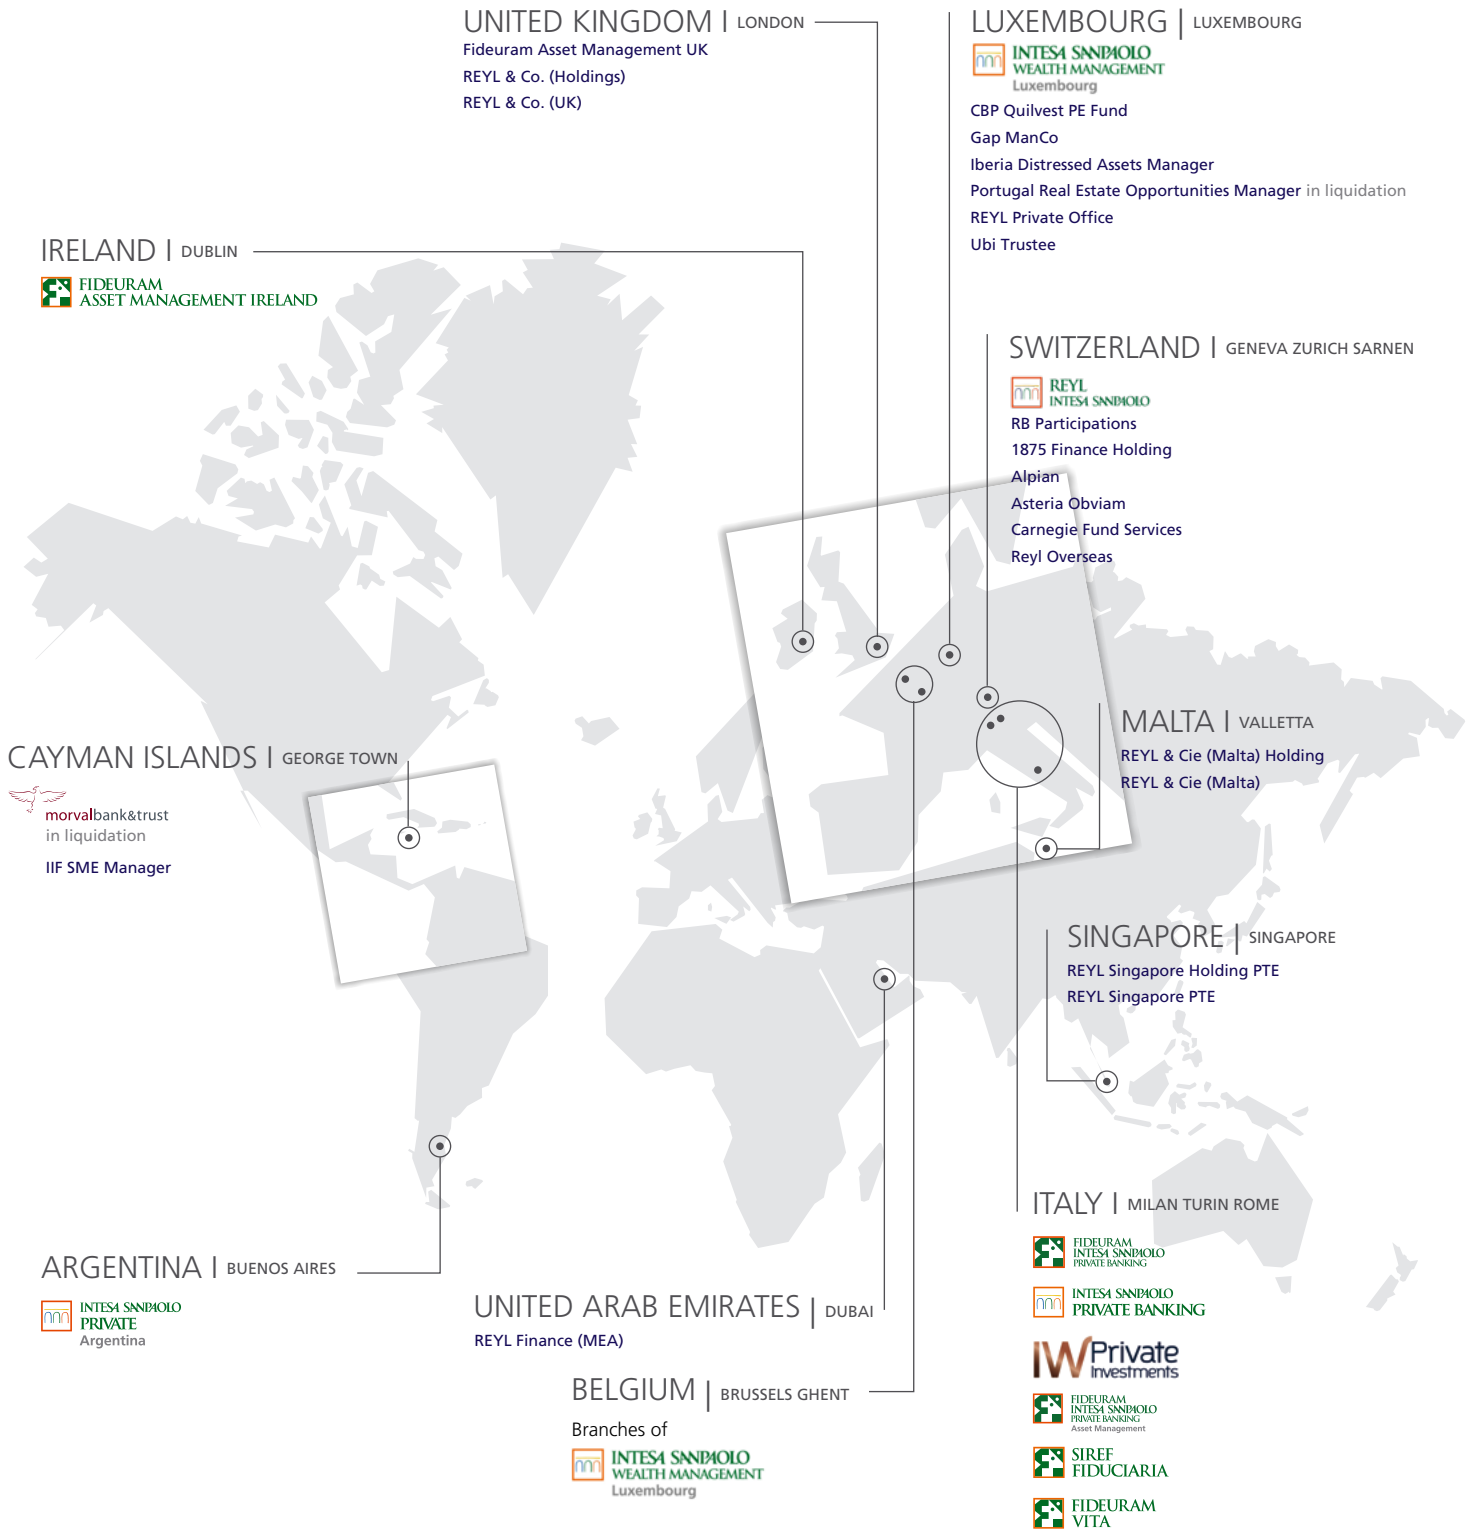 UNITED KINGDOM | LONDON
Fideuram Asset Management UK
REYL & Co. (Holdings)
REYL & Co. (UK)
LUXEMBOURG | LUXEMBOURG
INTESA SANPAOLO
WEALTH MANAGEMENT
Luxembourg
CBP Quilvest PE Fund
Gap ManCo
Iberia Distressed Assets Manager
Portugal Real Estate Opportunities Manager in liquidation
REYL Private Office
Ubi Trustee
IRELAND | DUBLIN
FIDEURAM
ASSET MANAGEMENT IRELAND
SWITZERLAND | GENEVA ZURICH SARNEN
REYL
INTESA SANPAOLO
RB Participations
1875 Finance Holding
Alpian
Asteria Obviam
Carnegie Fund Services
Reyl Overseas
MALTA | VALLETTA
REYL & Cie (Malta) Holding
REYL & Cie (Malta)
CAYMAN ISLANDS | GEORGE TOWN
morvalbank&trust
in liquidation
IIF SME Manager
SINGAPORE | SINGAPORE
REYL Singapore Holding PTE
REYL Singapore PTE
ITALY | MILAN TURIN ROME
FIDEURAM
INTESA SANPAOLO
PRIVATE BANKING
INTESA SANPAOLO
PRIVATE BANKING
IW Private
Investments
FIDEURAM
INTESA SANPAOLO
PRIVATE BANKING
Asset Management
SIREF
FIDUCIARIA
FIDEURAM
VITA
ARGENTINA | BUENOS AIRES
INTESA SANPAOLO
PRIVATE
Argentina
UNITED ARAB EMIRATES | DUBAI
REYL Finance (MEA)
BELGIUM | BRUSSELS GHENT
Branches of
INTESA SANPAOLO
WEALTH MANAGEMENT
Luxembourg